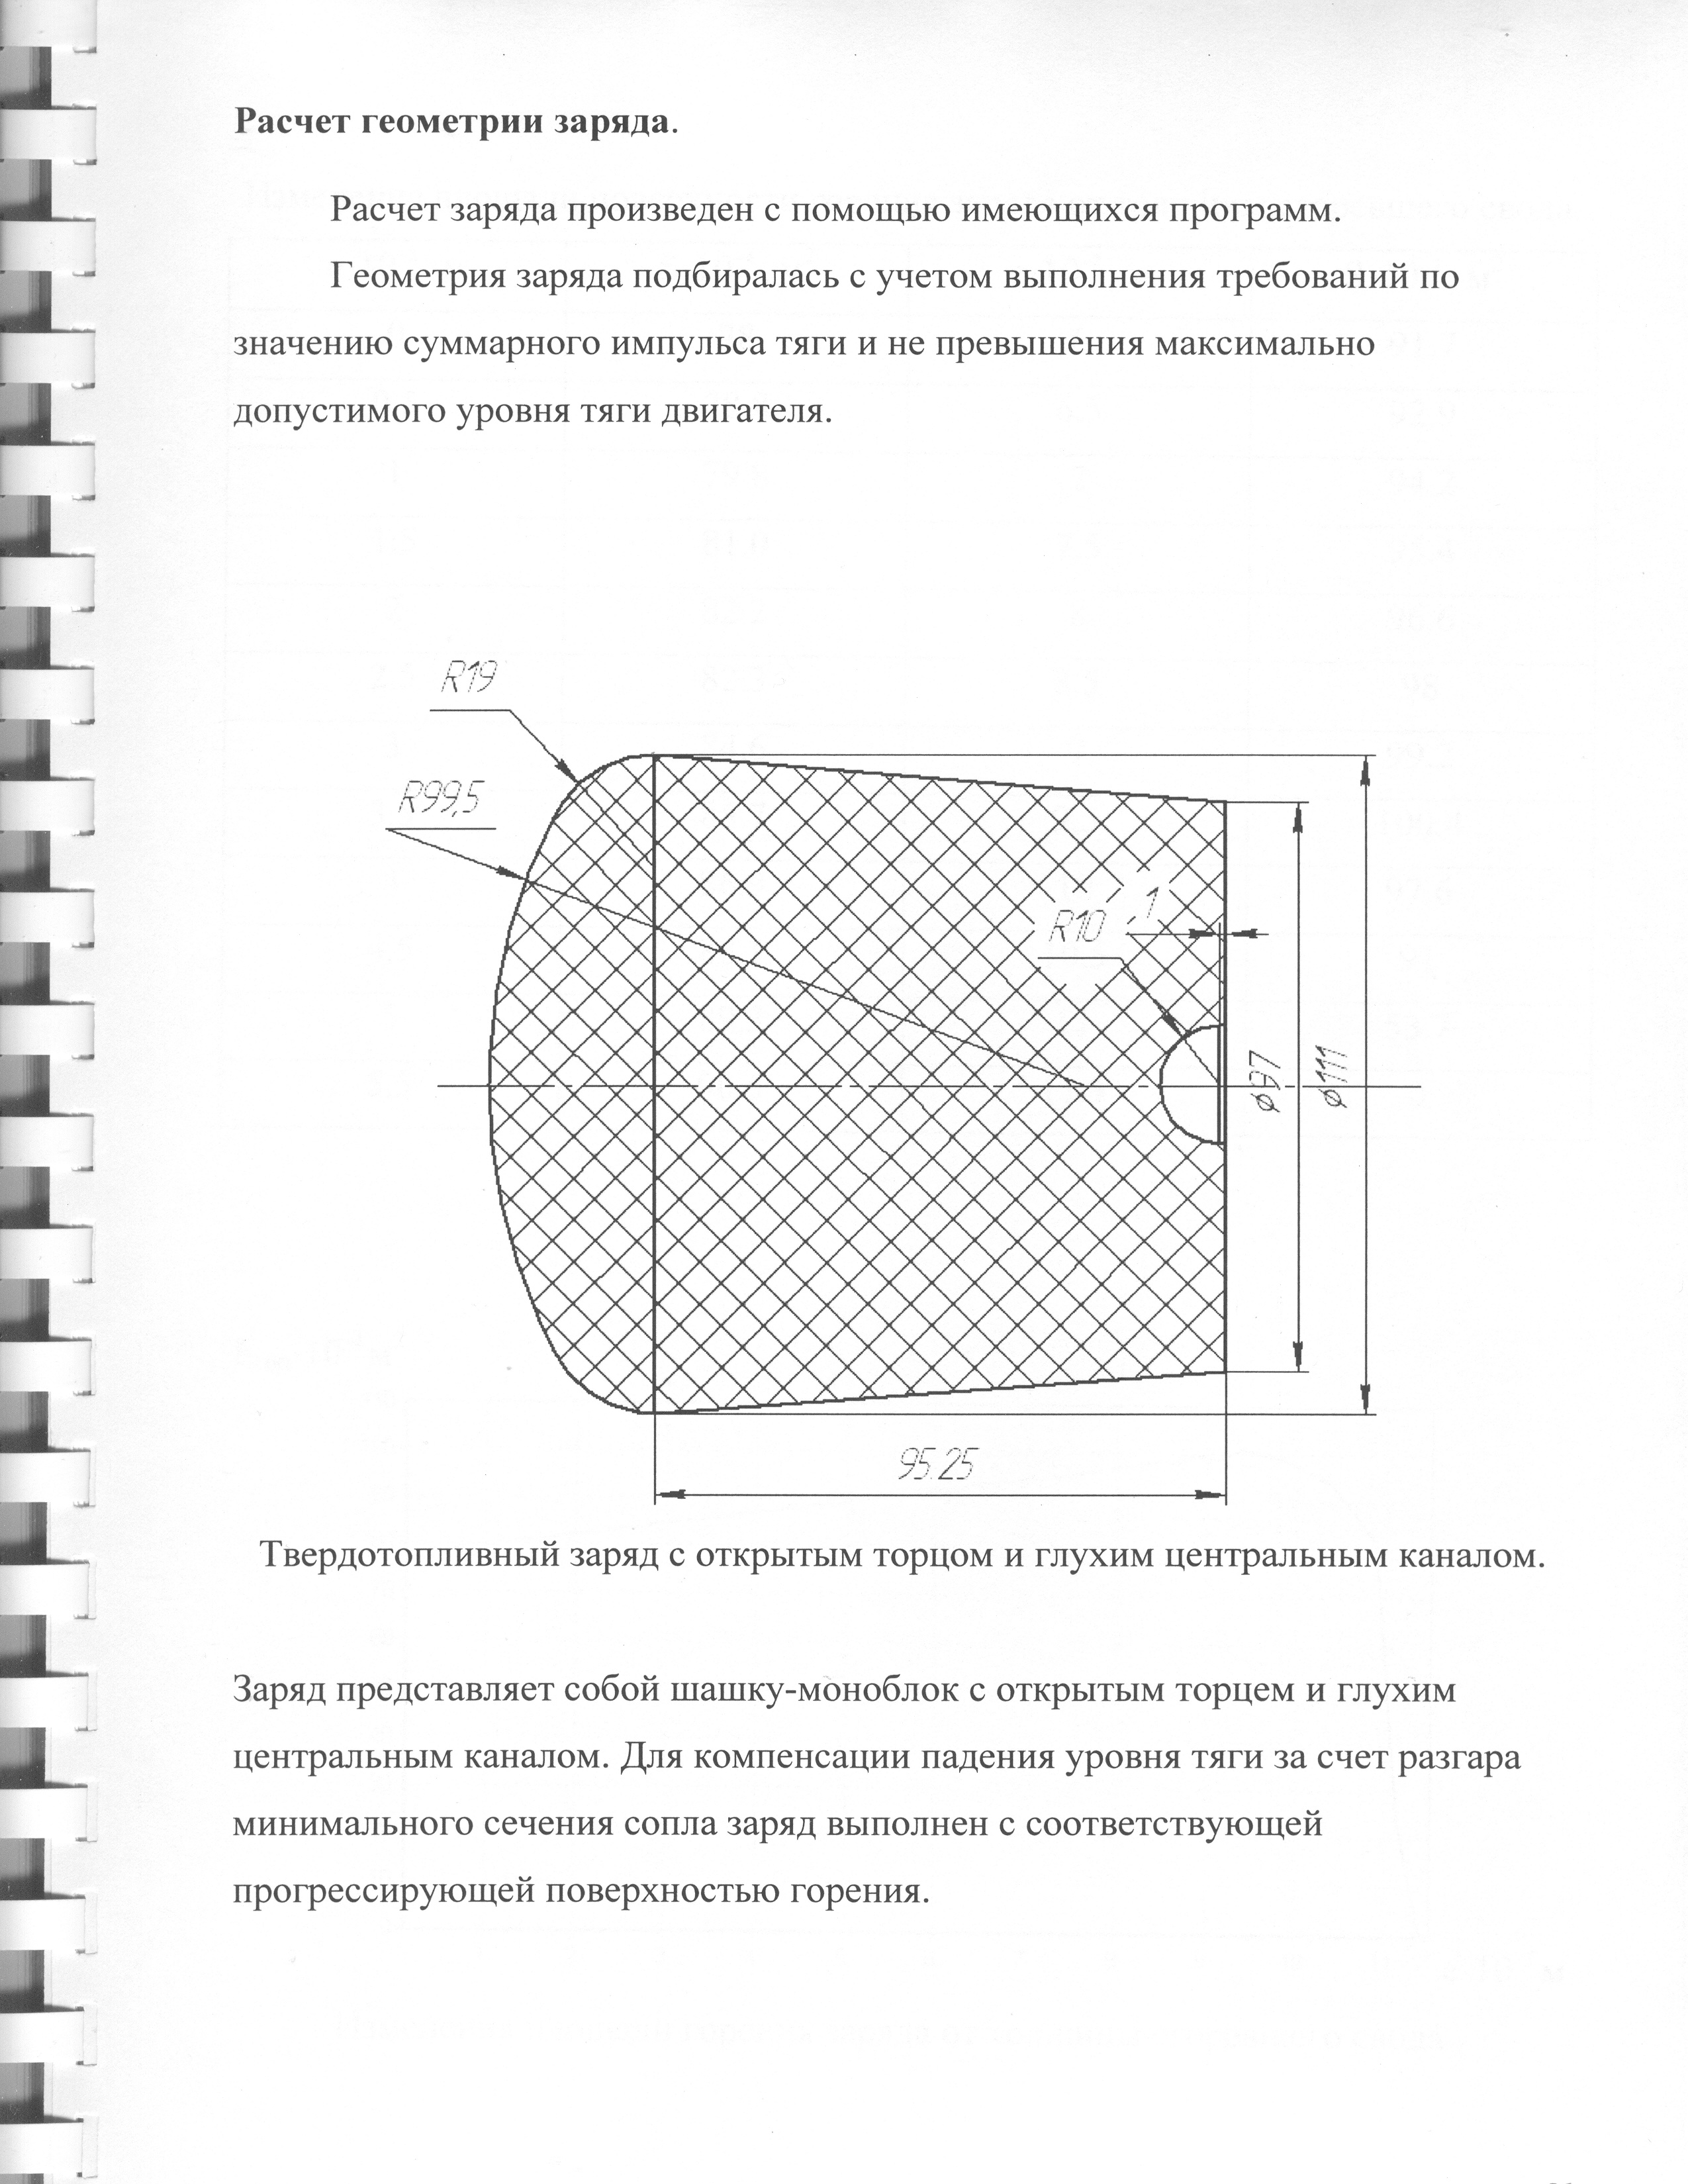 Расчет геометрии заряда.
Расчет заряда произведен с помощью имеющихся программ.
Геометрия заряда подбиралась с учетом выполнения требований по
значению суммарного импульса тяги и не превышения максимально
допустимого уровня тяги двигателя.
R19
R99,5
R10
1
ø97
ø111
95.25
Твердотопливный заряд с открытым торцом и глухим центральным каналом.
Заряд представляет собой шашку-моноблок с открытым торцем и глухим
центральным каналом. Для компенсации падения уровня тяги за счет разгара
минимального сечения сопла заряд выполнен с соответствующей
прогрессирующей поверхностью горения.